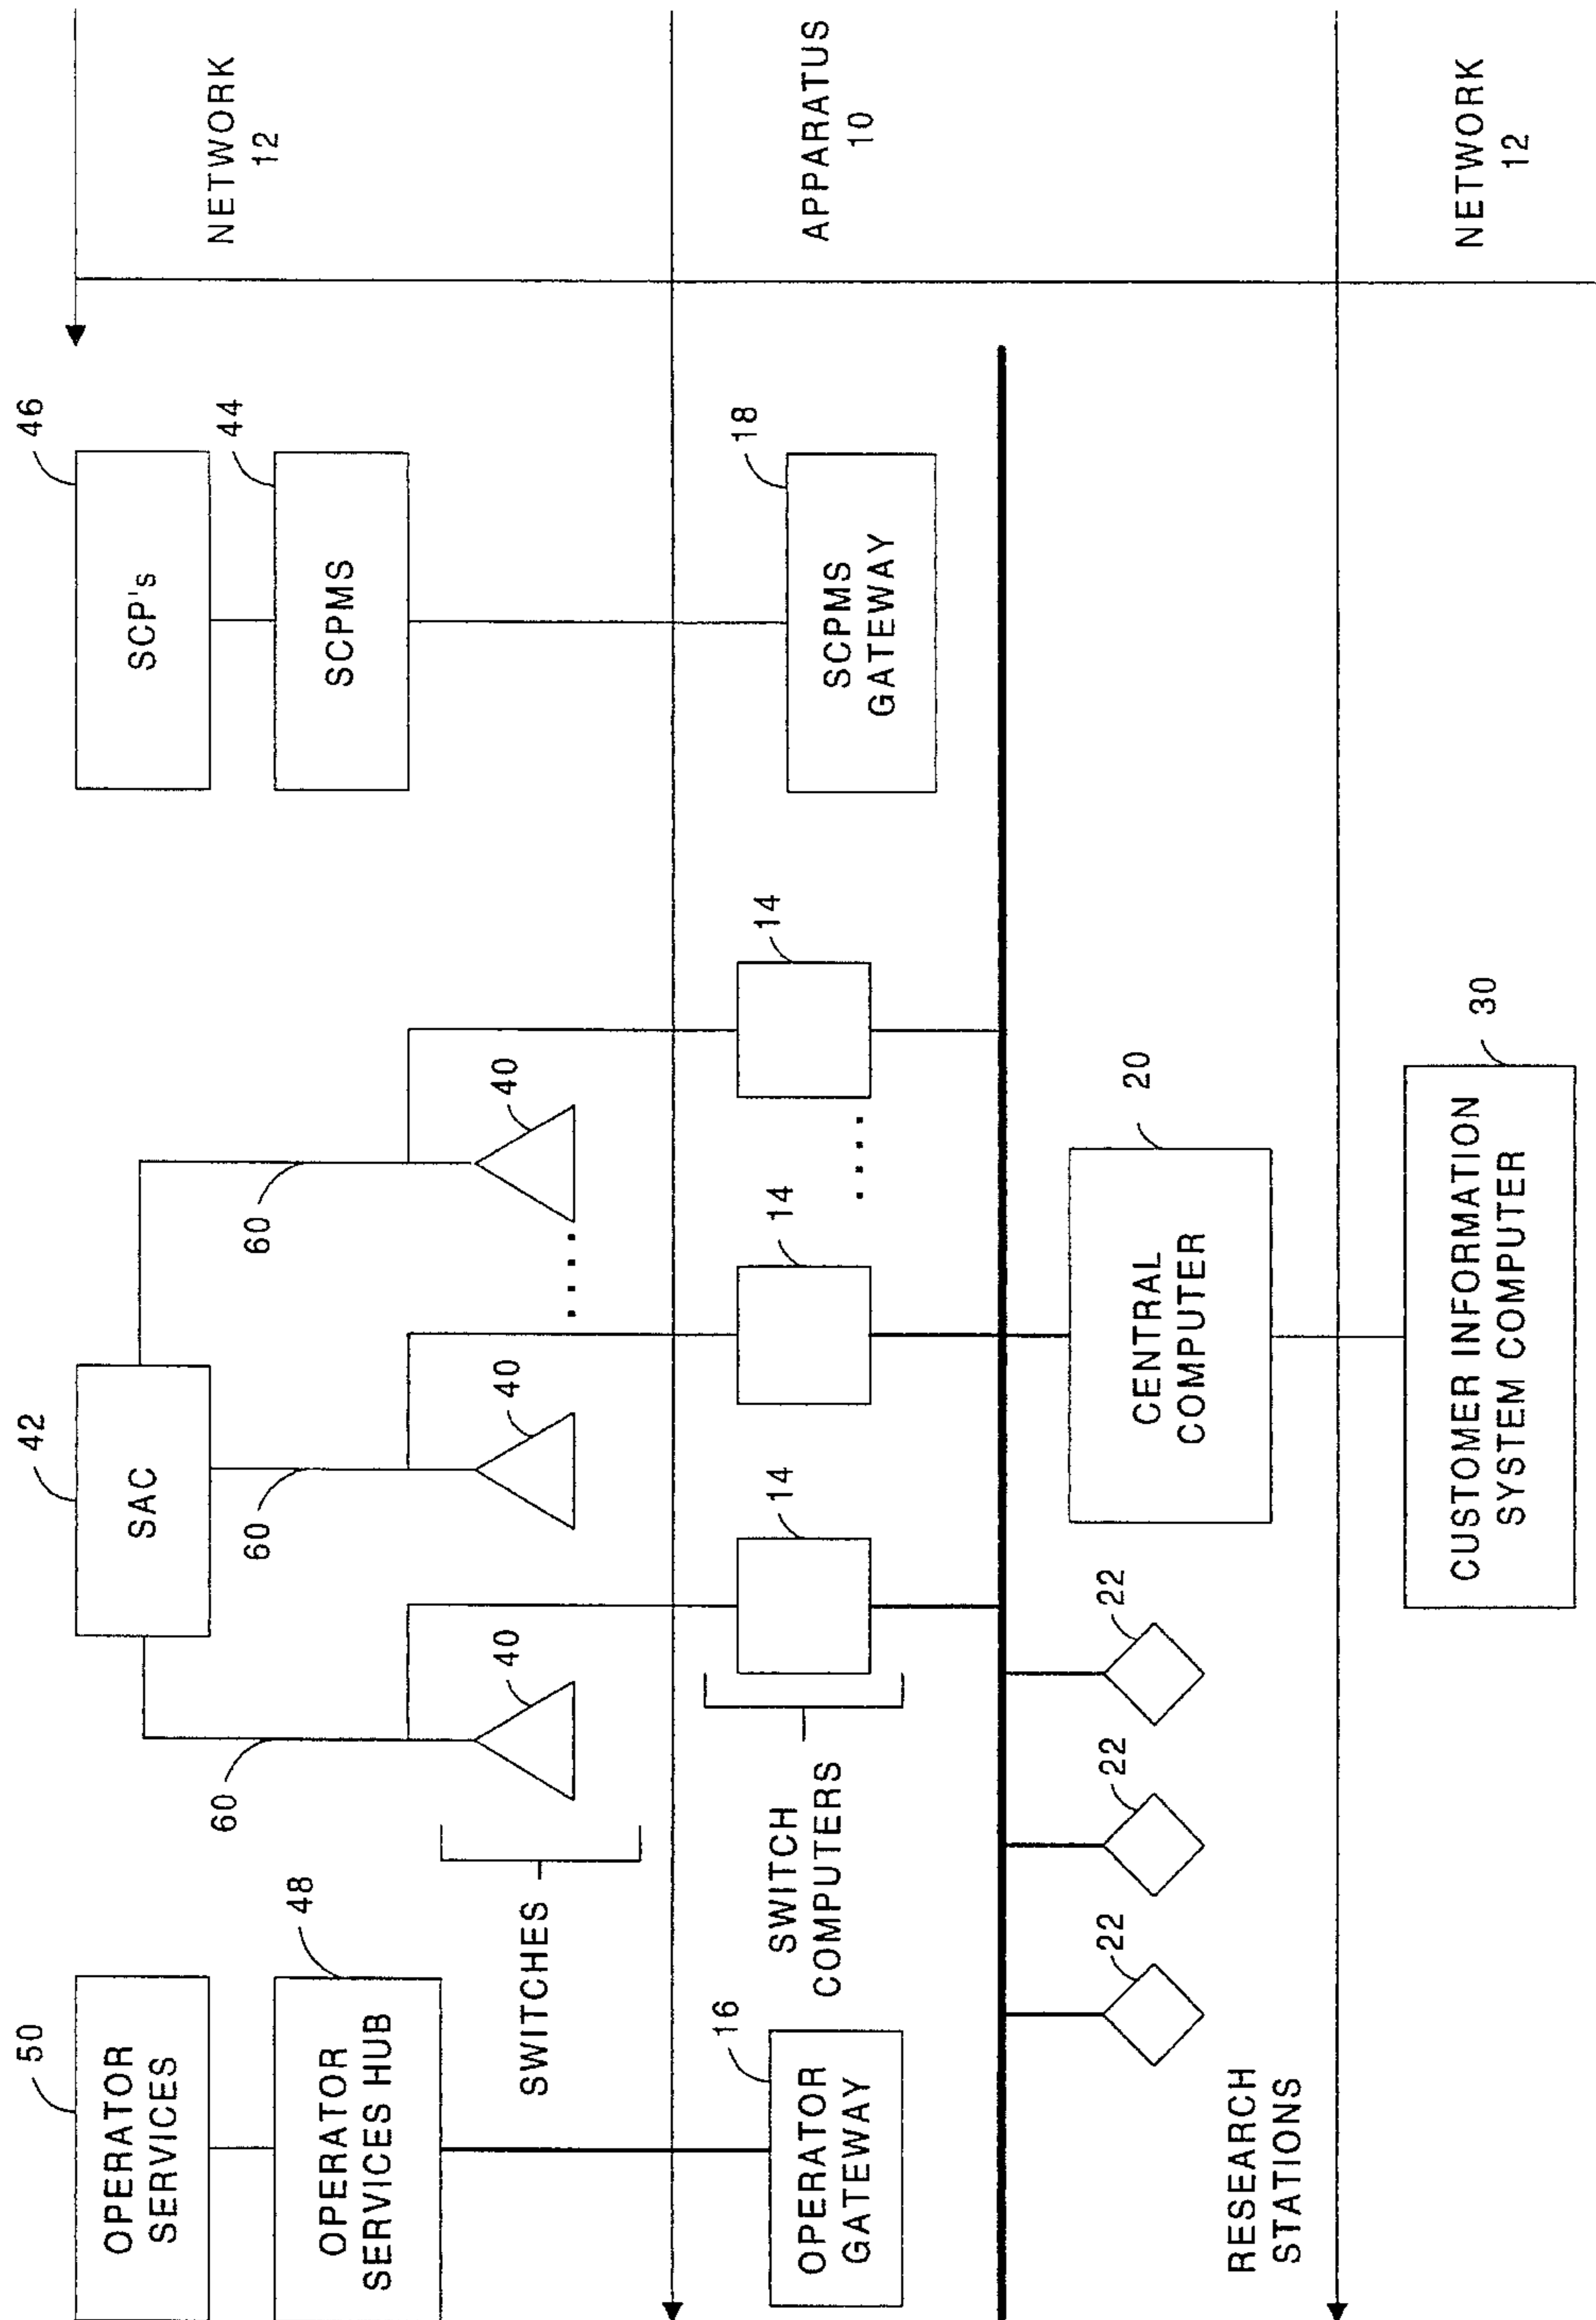 50
OPERATOR
SERVICES
42
SAC
46
SCP's
NETWORK
12
48
OPERATOR
SERVICES HUB
60
60
60
44
SCPMS
SWITCHES
40
40
.....
40
16
OPERATOR
GATEWAY
SWITCH
COMPUTERS
14
14
.....
14
18
SCPMS
GATEWAY
APPARATUS
10
RESEARCH
STATIONS
22
22
22
20
CENTRAL
COMPUTER
30
CUSTOMER INFORMATION
SYSTEM COMPUTER
NETWORK
12